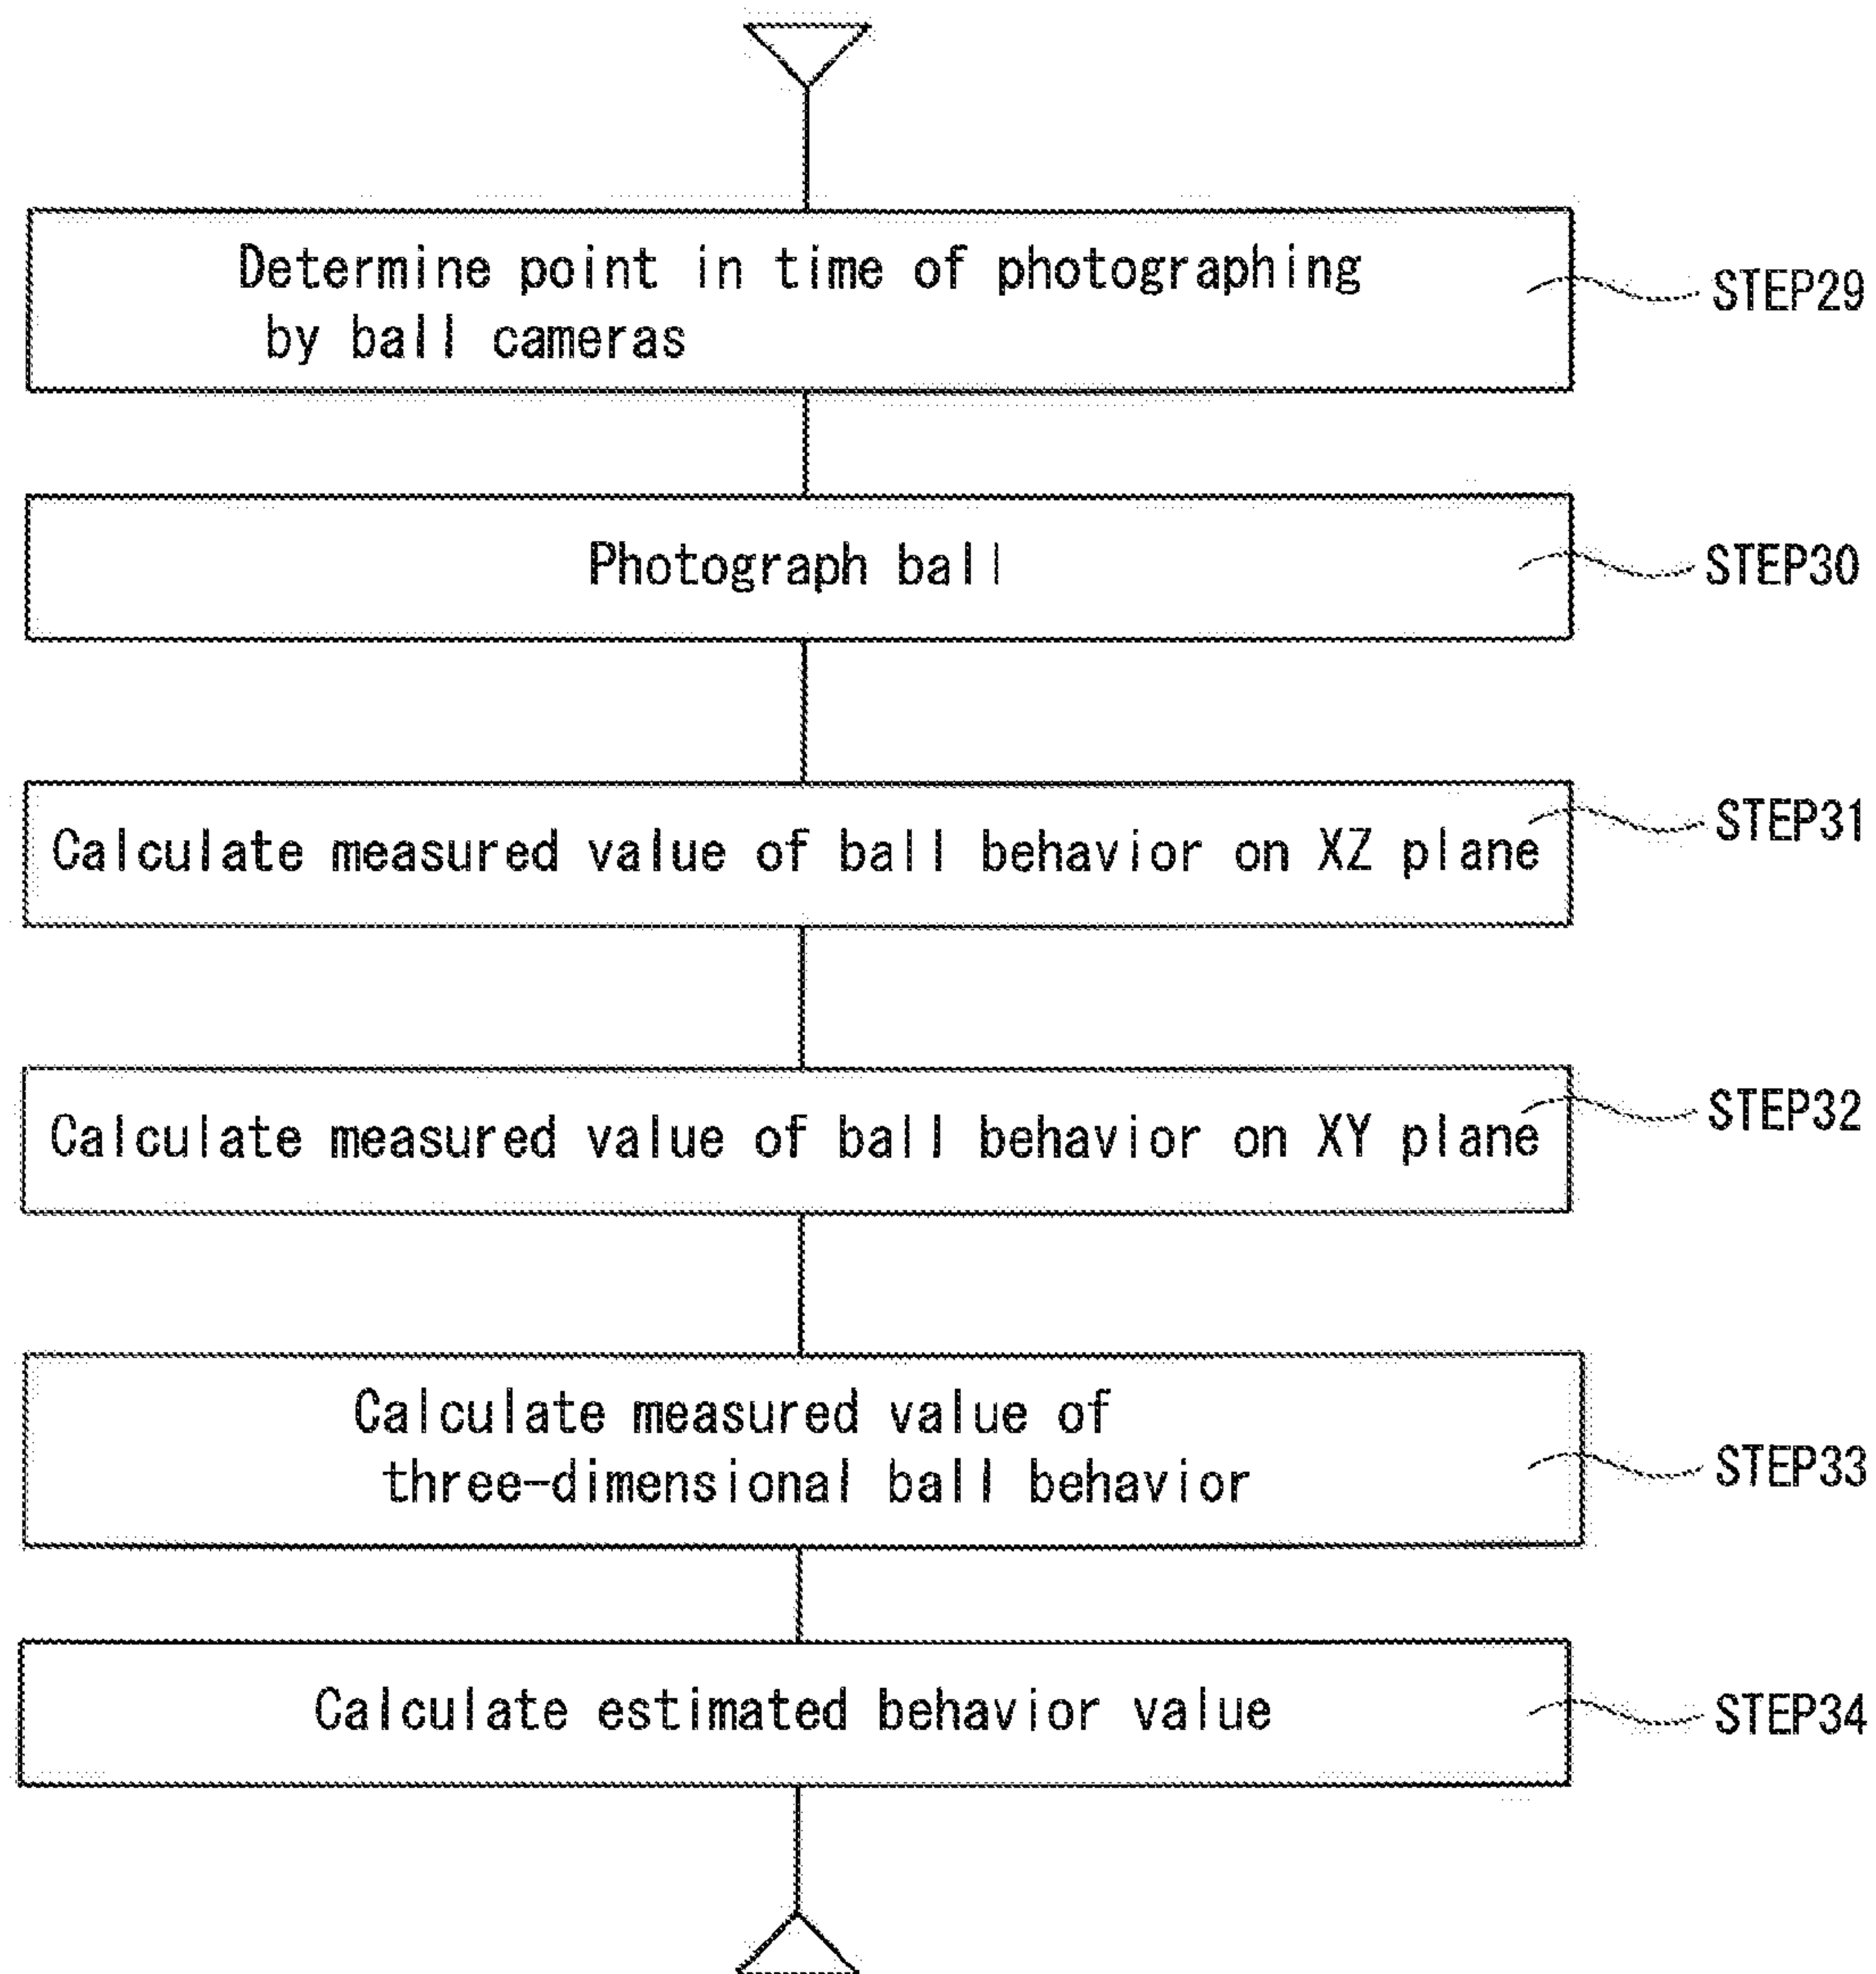 Determine point in time of photographing
by ball cameras
STEP29
Photograph ball
STEP30
Calculate measured value of ball behavior on XZ plane
STEP31
Calculate measured value of ball behavior on XY plane
STEP32
Calculate measured value of
three-dimensional ball behavior
STEP33
Calculate estimated behavior value
STEP34